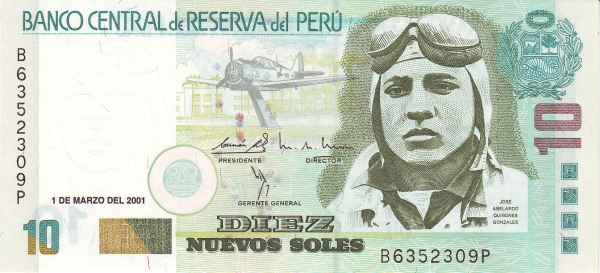 BANCO CENTRAL de RESERVA del PERÚ
10
B6352309P
10
PRESIDENTE DIRECTOR
GERENTE GENERAL
1 DE MARZO DEL 2001
JOSE
ABELARDO
QUIÑONES
GONZALES
10
DIEZ
NUEVOS SOLES
B6352309P